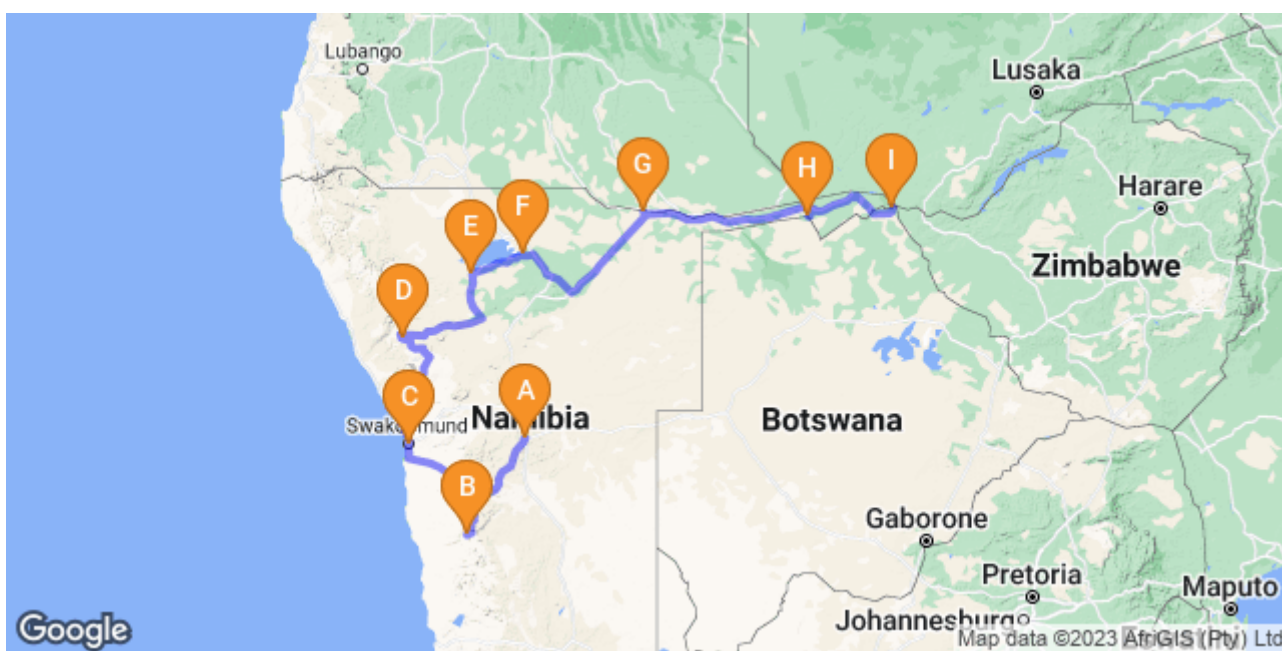 Lubango
Lusaka
G
H
I
Harare
F
E
Zimbabwe
D
A
C
Namibia
Botswana
Swakopmund
B
Gaborone
Pretoria
Maputo
Johannesburg
Google
Map data ©2023 AfriGIS (Pty) Ltd